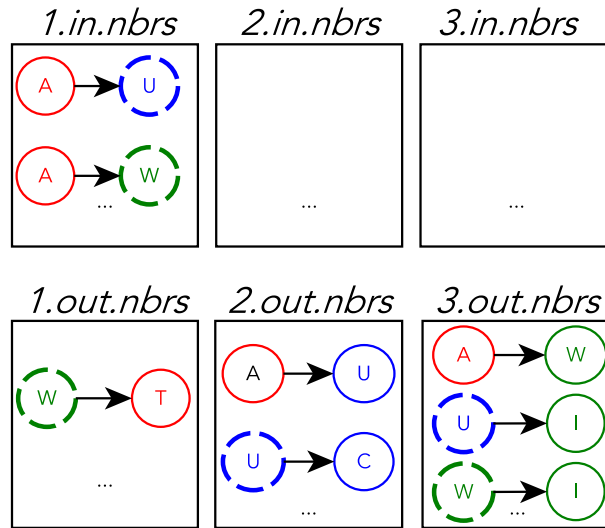 1.in.nbrs 2.in.nbrs 3.in.nbrs
A U
A W
... ... ...
1.out.nbrs 2.out.nbrs 3.out.nbrs
A W
A U
W T
U I
U C
W I
... ... ...